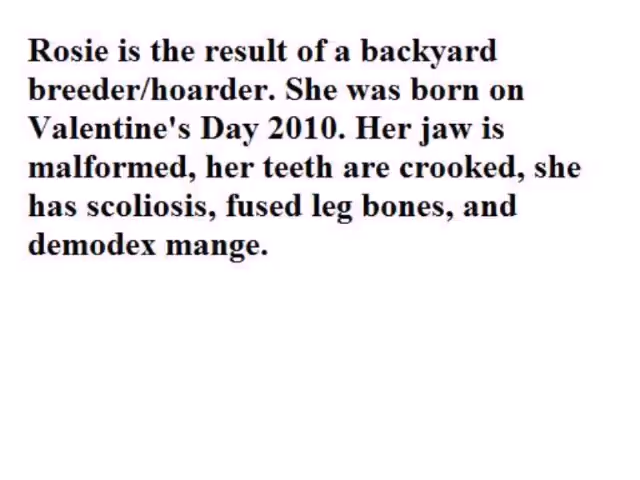 Rosie is the result of a backyard
breeder/hoarder. She was born on
Valentine's Day 2010. Her jaw is
malformed, her teeth are crooked, she
has scoliosis, fused leg bones, and
demodex mange.